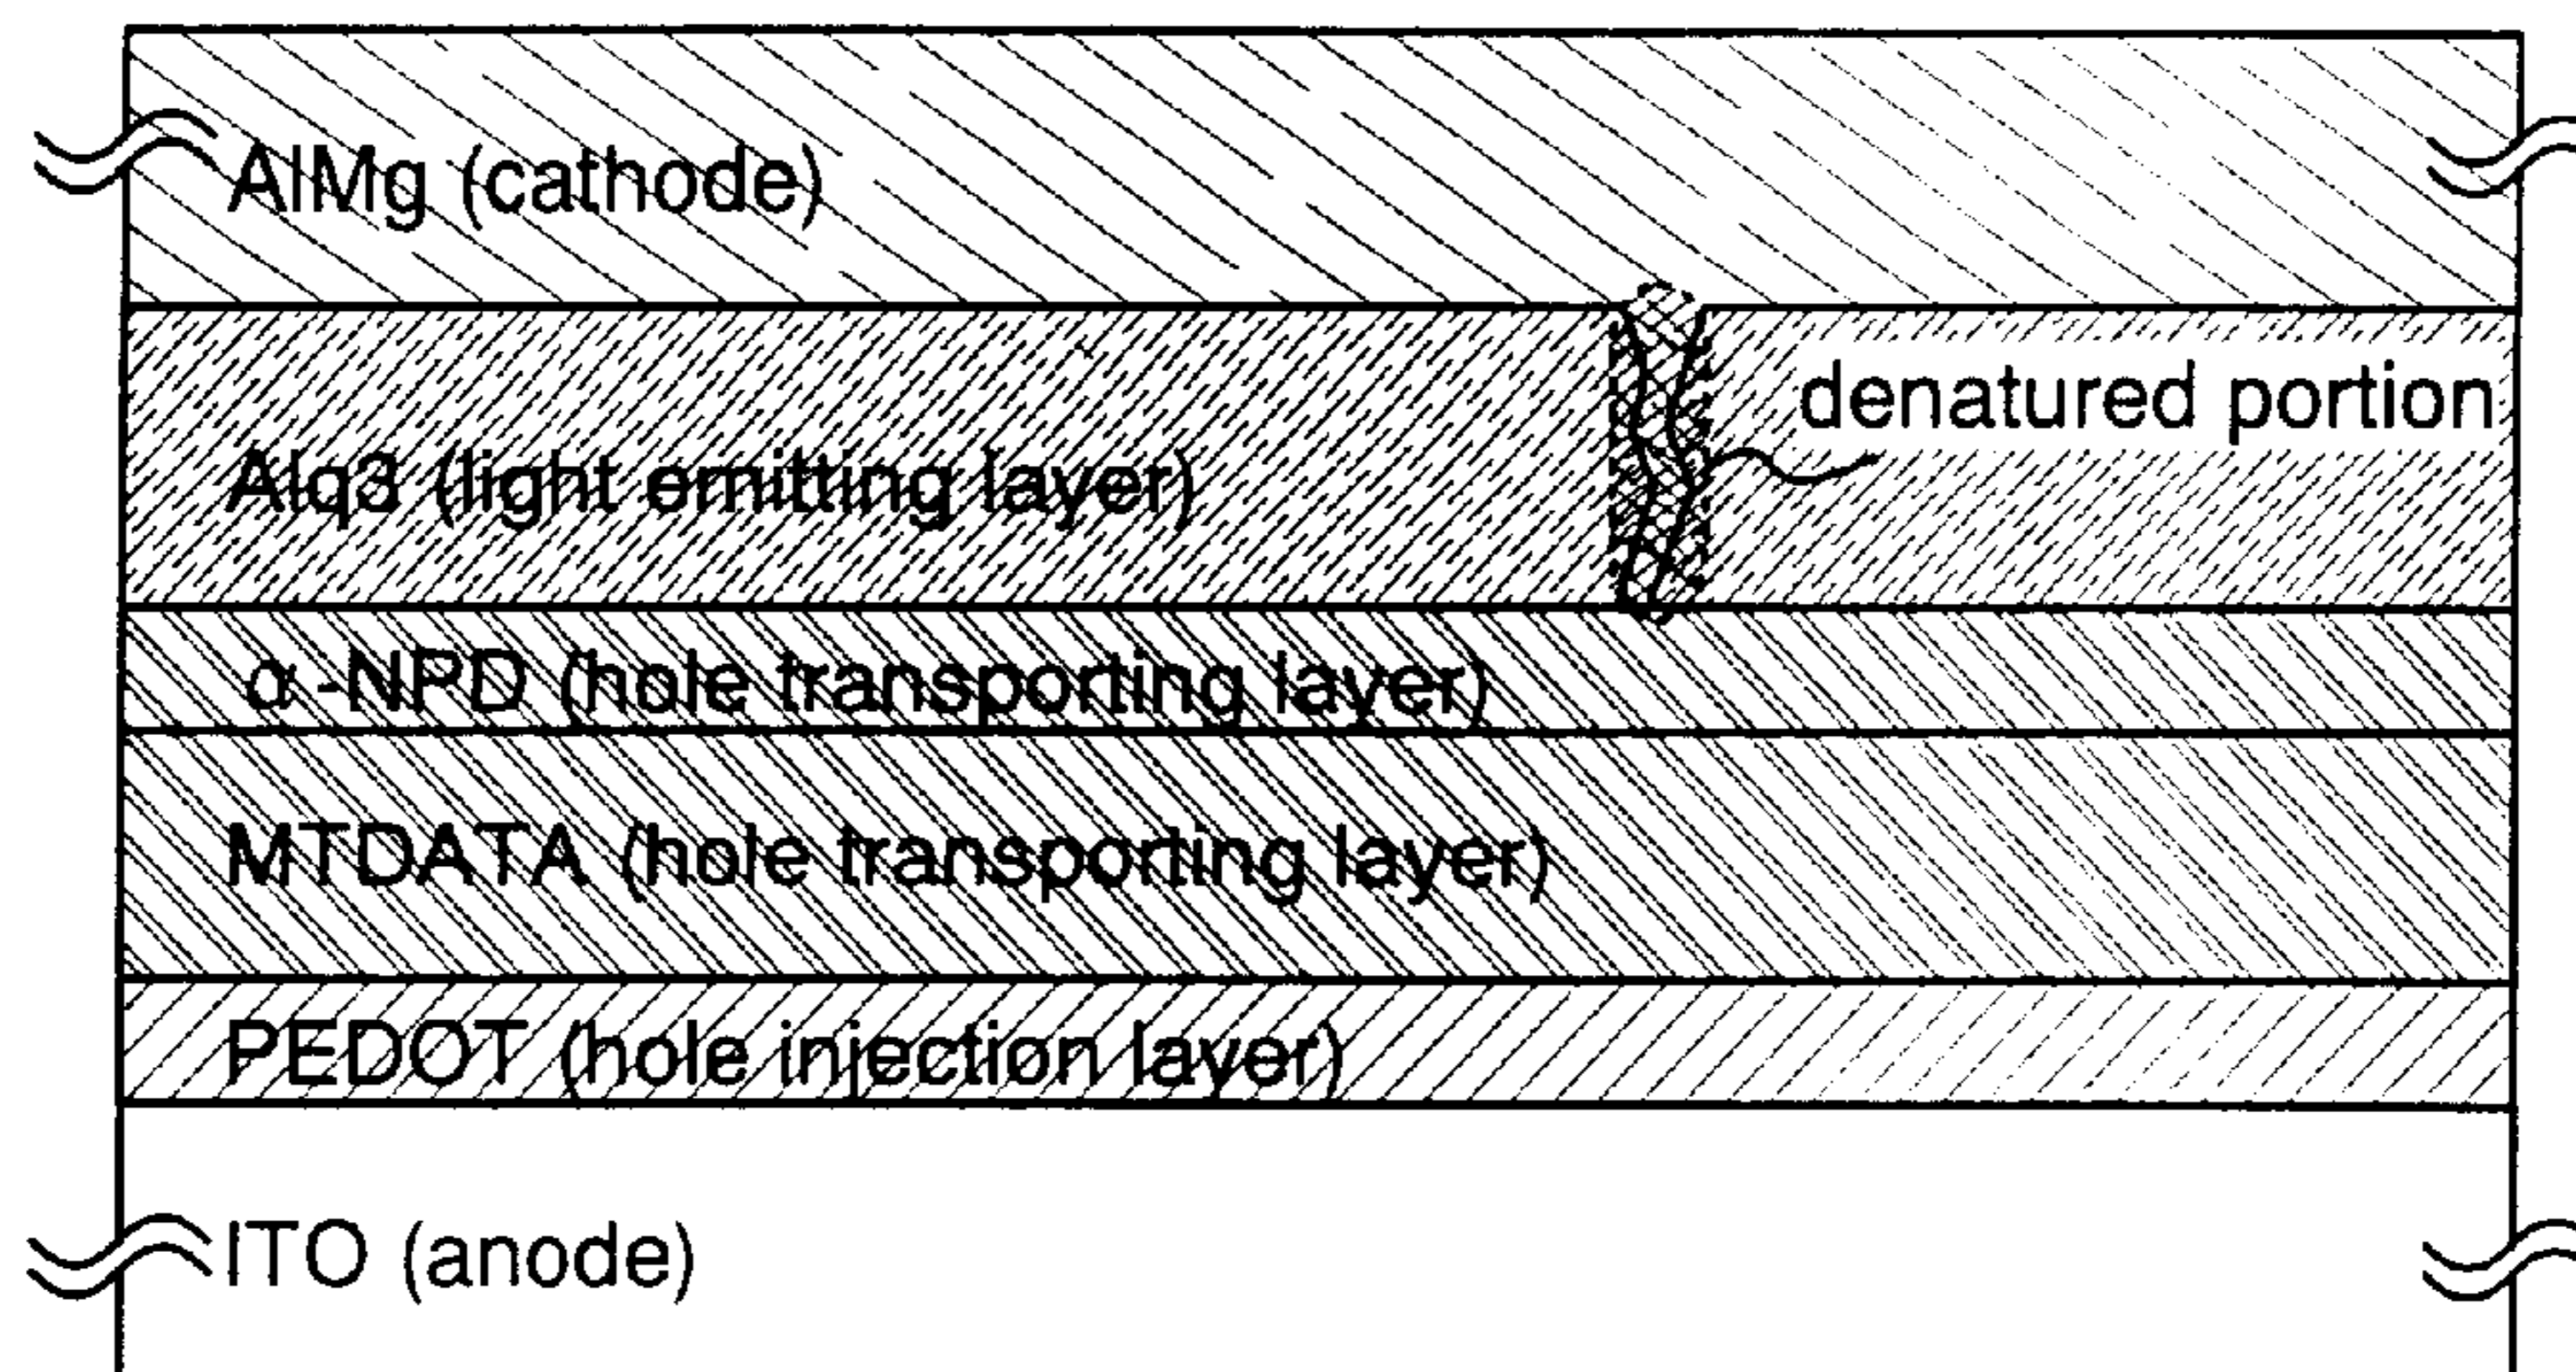 AlMg (cathode)
denatured portion
Alq3 (light emitting layer)
α-NPD (hole transporting layer)
MTDATA (hole transporting layer)
PEDOT (hole injection layer)
ITO (anode)